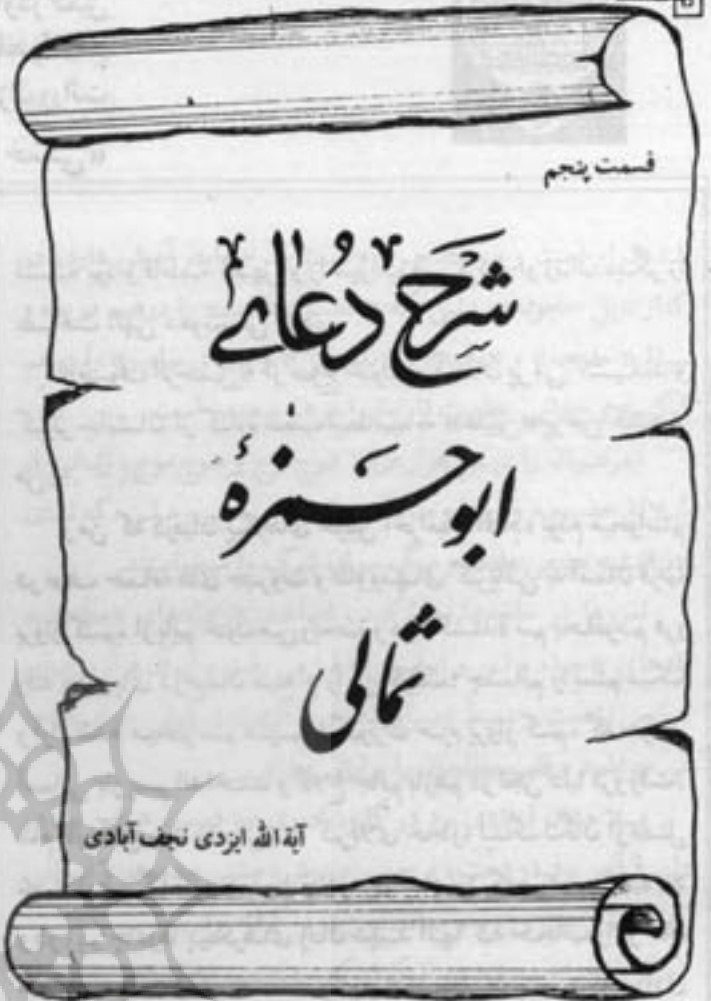 قسمت پنجم
شرح دعای
ابوحمزهٔ
ثمالی
آیة الله ایزدی نجف آبادی